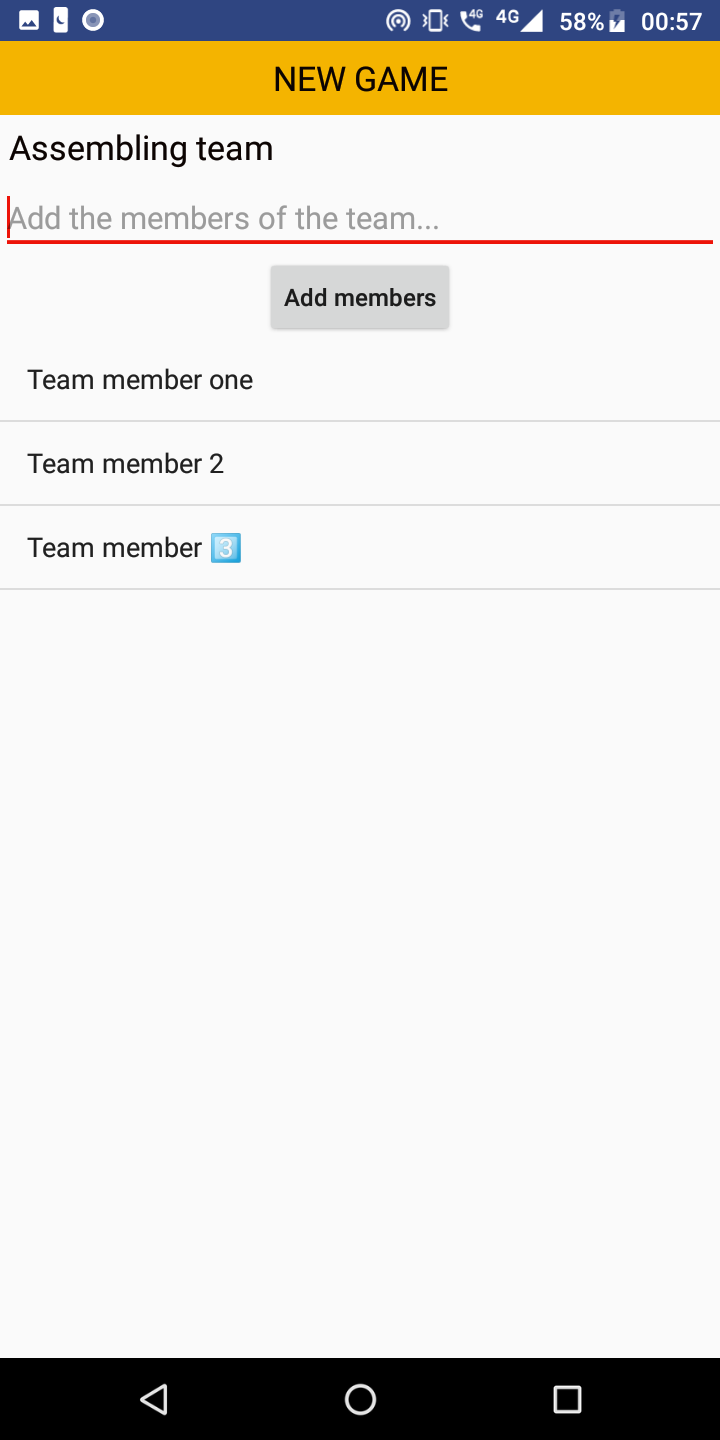 4G 4G 58% 00:57
NEW GAME
Assembling team
Add the members of the team...
Add members
Team member one
Team member 2
Team member 3️⃣